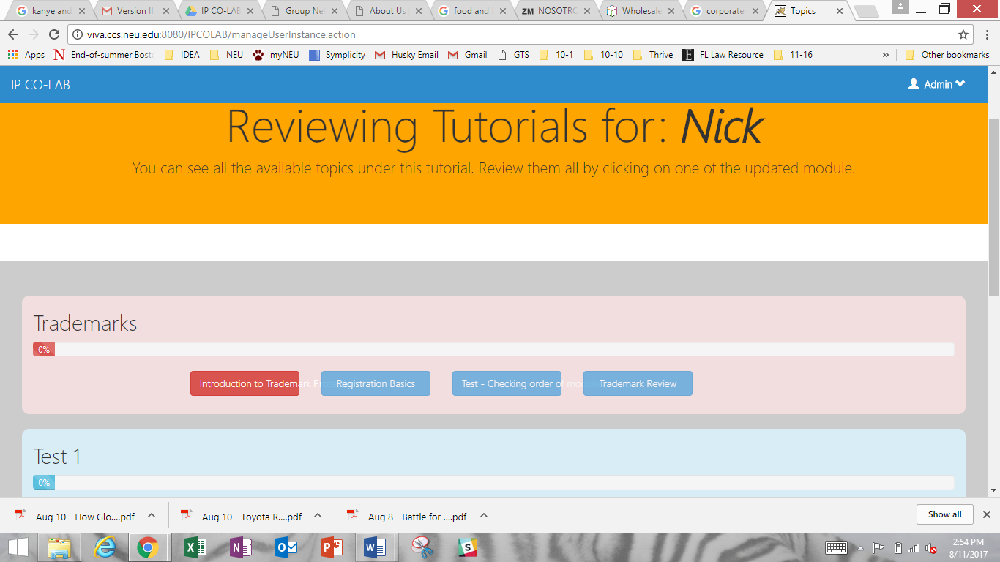 kanye and
Version II
IP CO-LAB
Group Net
About Us
food and
ZM NOSOTRO
Wholesale
corporate
Topics
viva.ccs.neu.edu:8080/IPCOLAB/manageUserInstance.action
Apps
End-of-summer Bost
IDEA
NEU
myNEU
Symplicity
Husky Email
Gmail
GTS
10-1
10-10
Thrive
FL Law Resource
11-16
»
Other bookmarks
IP CO-LAB
Admin
Reviewing Tutorials for: Nick
You can see all the available topics under this tutorial. Review them all by clicking on one of the updated module.
Trademarks
0%
Introduction to Trademark
Registration Basics
Test - Checking order of
Trademark Review
Test 1
0%
Aug 10 - How Glo....pdf
Aug 10 - Toyota R....pdf
Aug 8 - Battle for ....pdf
Show all
2:54 PM
8/11/2017